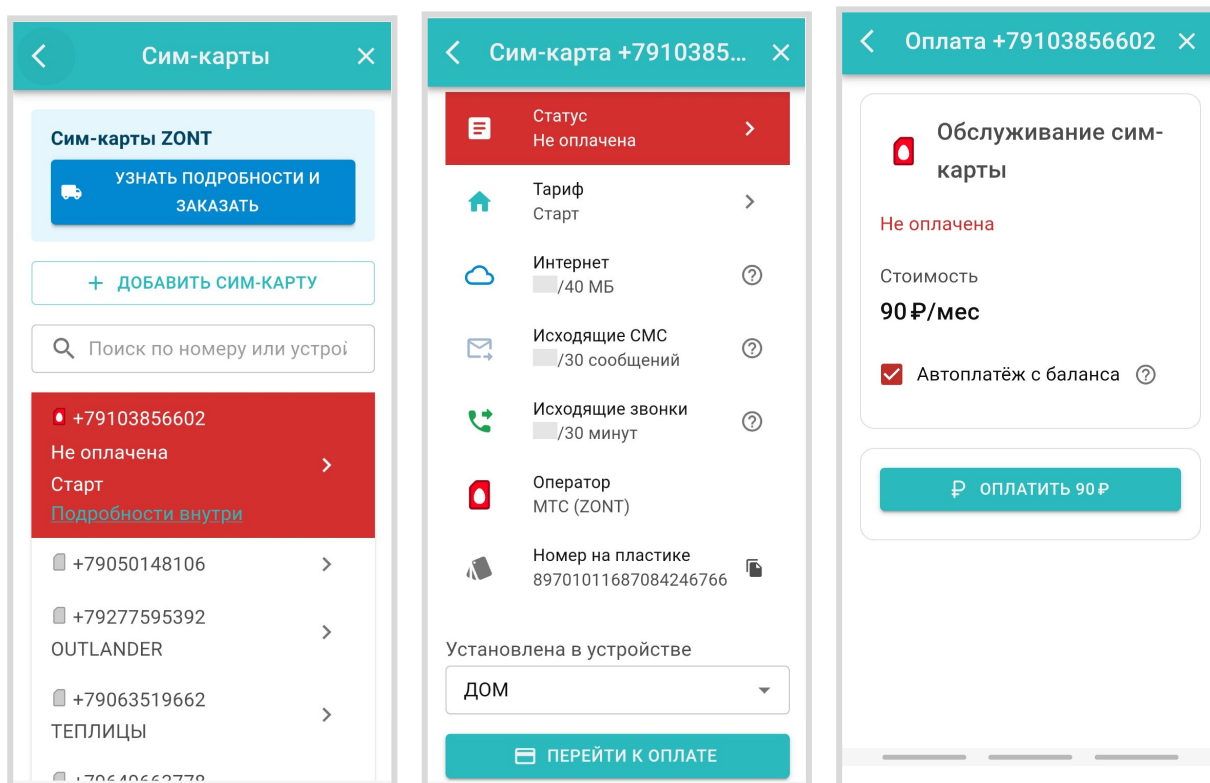 Сим-карты
Сим-карты ZONT
УЗНАТЬ ПОДРОБНОСТИ И
ЗАКАЗАТЬ
+ ДОБАВИТЬ СИМ-КАРТУ
Поиск по номеру или устрой
+79103856602
Не оплачена
Старт
Подробности внутри
+79050148106
+79277595392
OUTLANDER
+79063519662
ТЕПЛИЦЫ
Сим-карта +7910385...
Статус
Не оплачена
Тариф
Старт
Интернет
/40 МБ
Исходящие СМС
/30 сообщений
Исходящие звонки
/30 минут
Оператор
МТС (ZONT)
Номер на пластике
89701011687084246766
Установлена в устройстве
ДОМ
ПЕРЕЙТИ К ОПЛАТЕ
Оплата +79103856602
Обслуживание сим-
карты
Не оплачена
Стоимость
90 ₽/мес
Автоплатёж с баланса
₽ ОПЛАТИТЬ 90 ₽